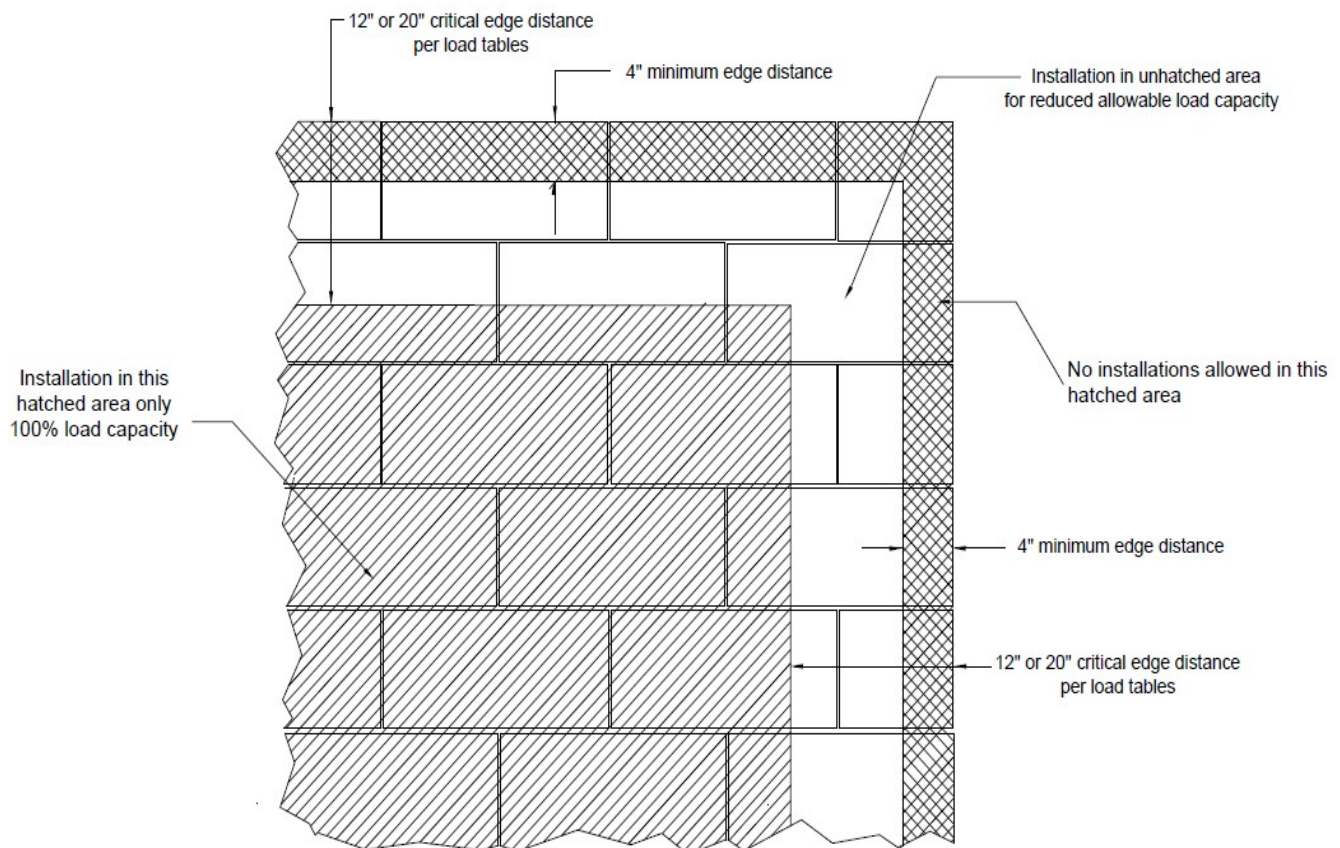 12" or 20" critical edge distance
per load tables
4" minimum edge distance
Installation in unhatched area
for reduced allowable load capacity
Installation in this
hatched area only
100% load capacity
No installations allowed in this
hatched area
4" minimum edge distance
12" or 20" critical edge distance
per load tables